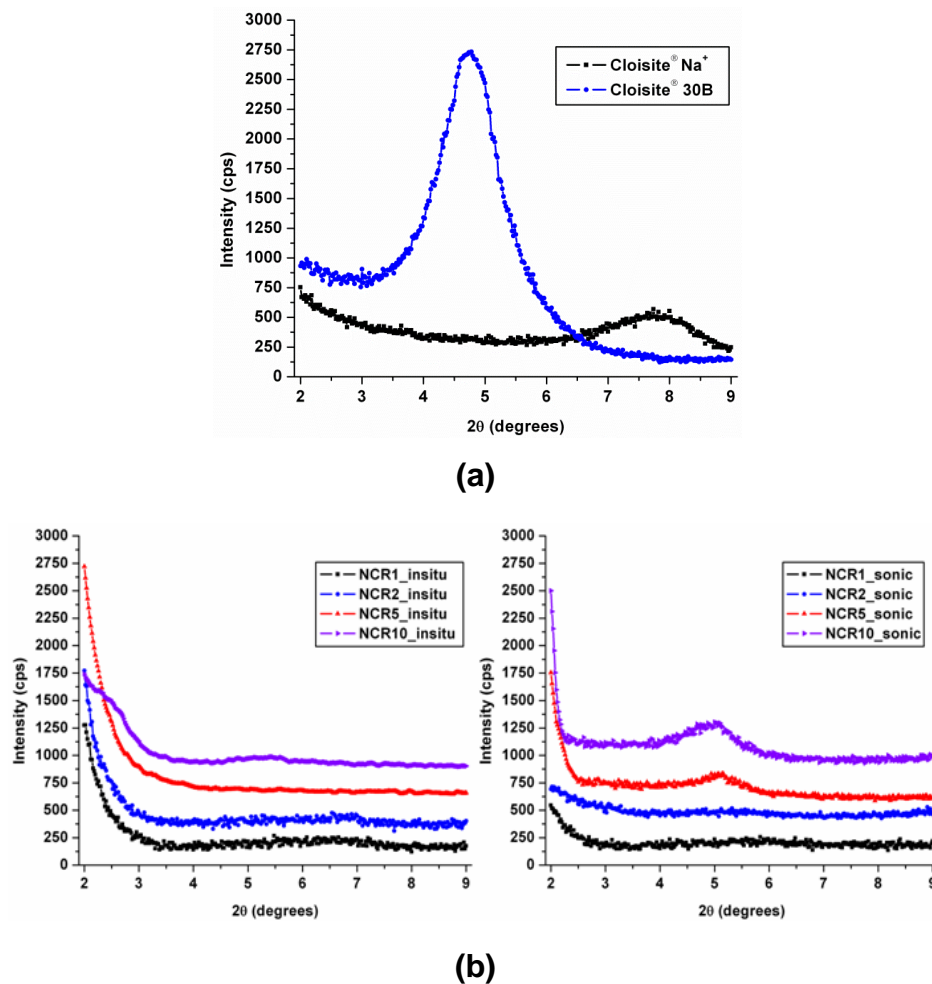 3000
2750
2500
2250
2000
1750
1500
1250
1000
750
500
250
0
Intensity (cps)
Cloisite® Na+
Cloisite® 30B
2 3 4 5 6 7 8 9
2θ (degrees)
(a)
3000
2750
2500
2250
2000
1750
1500
1250
1000
750
500
250
0
Intensity (cps)
NCR1_insitu
NCR2_insitu
NCR5_insitu
NCR10_insitu
2 3 4 5 6 7 8 9
2θ (degrees)
3000
2750
2500
2250
2000
1750
1500
1250
1000
750
500
250
0
Intensity (cps)
NCR1_sonic
NCR2_sonic
NCR5_sonic
NCR10_sonic
2 3 4 5 6 7 8 9
2θ (degrees)
(b)